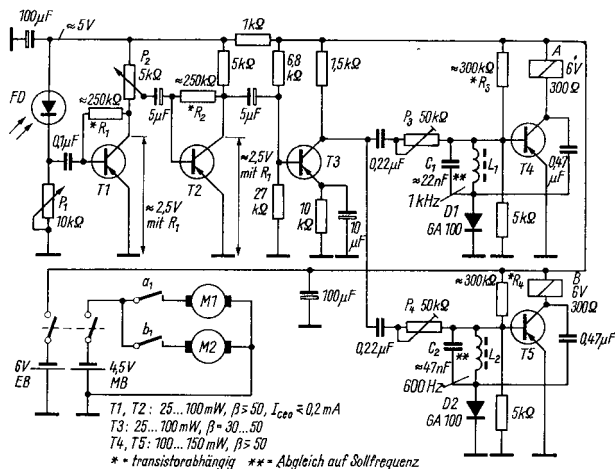 100µF
≈5V
1kΩ
P₂
5kΩ
5kΩ
6,8
kΩ
1,5kΩ
≈300kΩ
*R₃
A
6V
300Ω
FD
≈250kΩ
*R₁
≈250kΩ
*R₂
5µF
5µF
P₃ 50kΩ
0,1µF
T1
T2
T3
T4
0,22µF
C₁
**
≈22nF
1kHz
L₁
0,47
µF
P₁
10kΩ
≈2,5V
mit R₁
≈2,5V
mit R₁
27
kΩ
10
kΩ
10
µF
D1
GA 100
5kΩ
≈300kΩ
*R₄
B
6V
300Ω
a₁
M1
b₁
M2
100µF
P₄ 50kΩ
0,22µF
C₂
**
≈47nF
600Hz
L₂
T5
0,47µF
6V
EB
4,5V
MB
D2
GA 100
5kΩ
T1, T2: 25...100mW, β≥50, I_CEO ≦ 0,2mA
T3: 25...100mW, β=30...50
T4, T5: 100...150mW, β>50
* = transistorabhängig ** = Abgleich auf Sollfrequenz